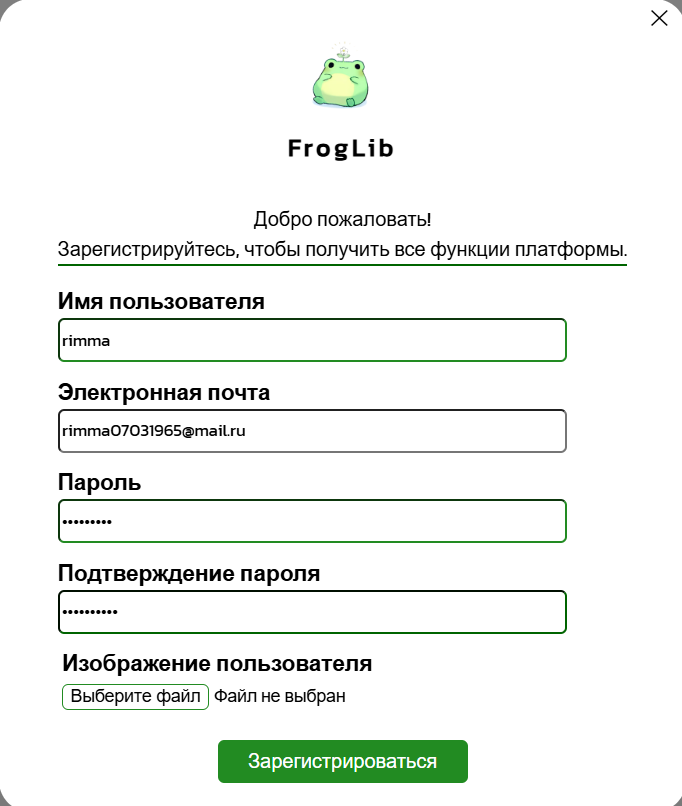 FrogLib
Добро пожаловать!
Зарегистрируйтесь, чтобы получить все функции платформы.
Имя пользователя
rimma
Электронная почта
rimma07031965@mail.ru
Пароль
•••••••••
Подтверждение пароля
••••••••••
Изображение пользователя
Выберите файл Файл не выбран
Зарегистрироваться